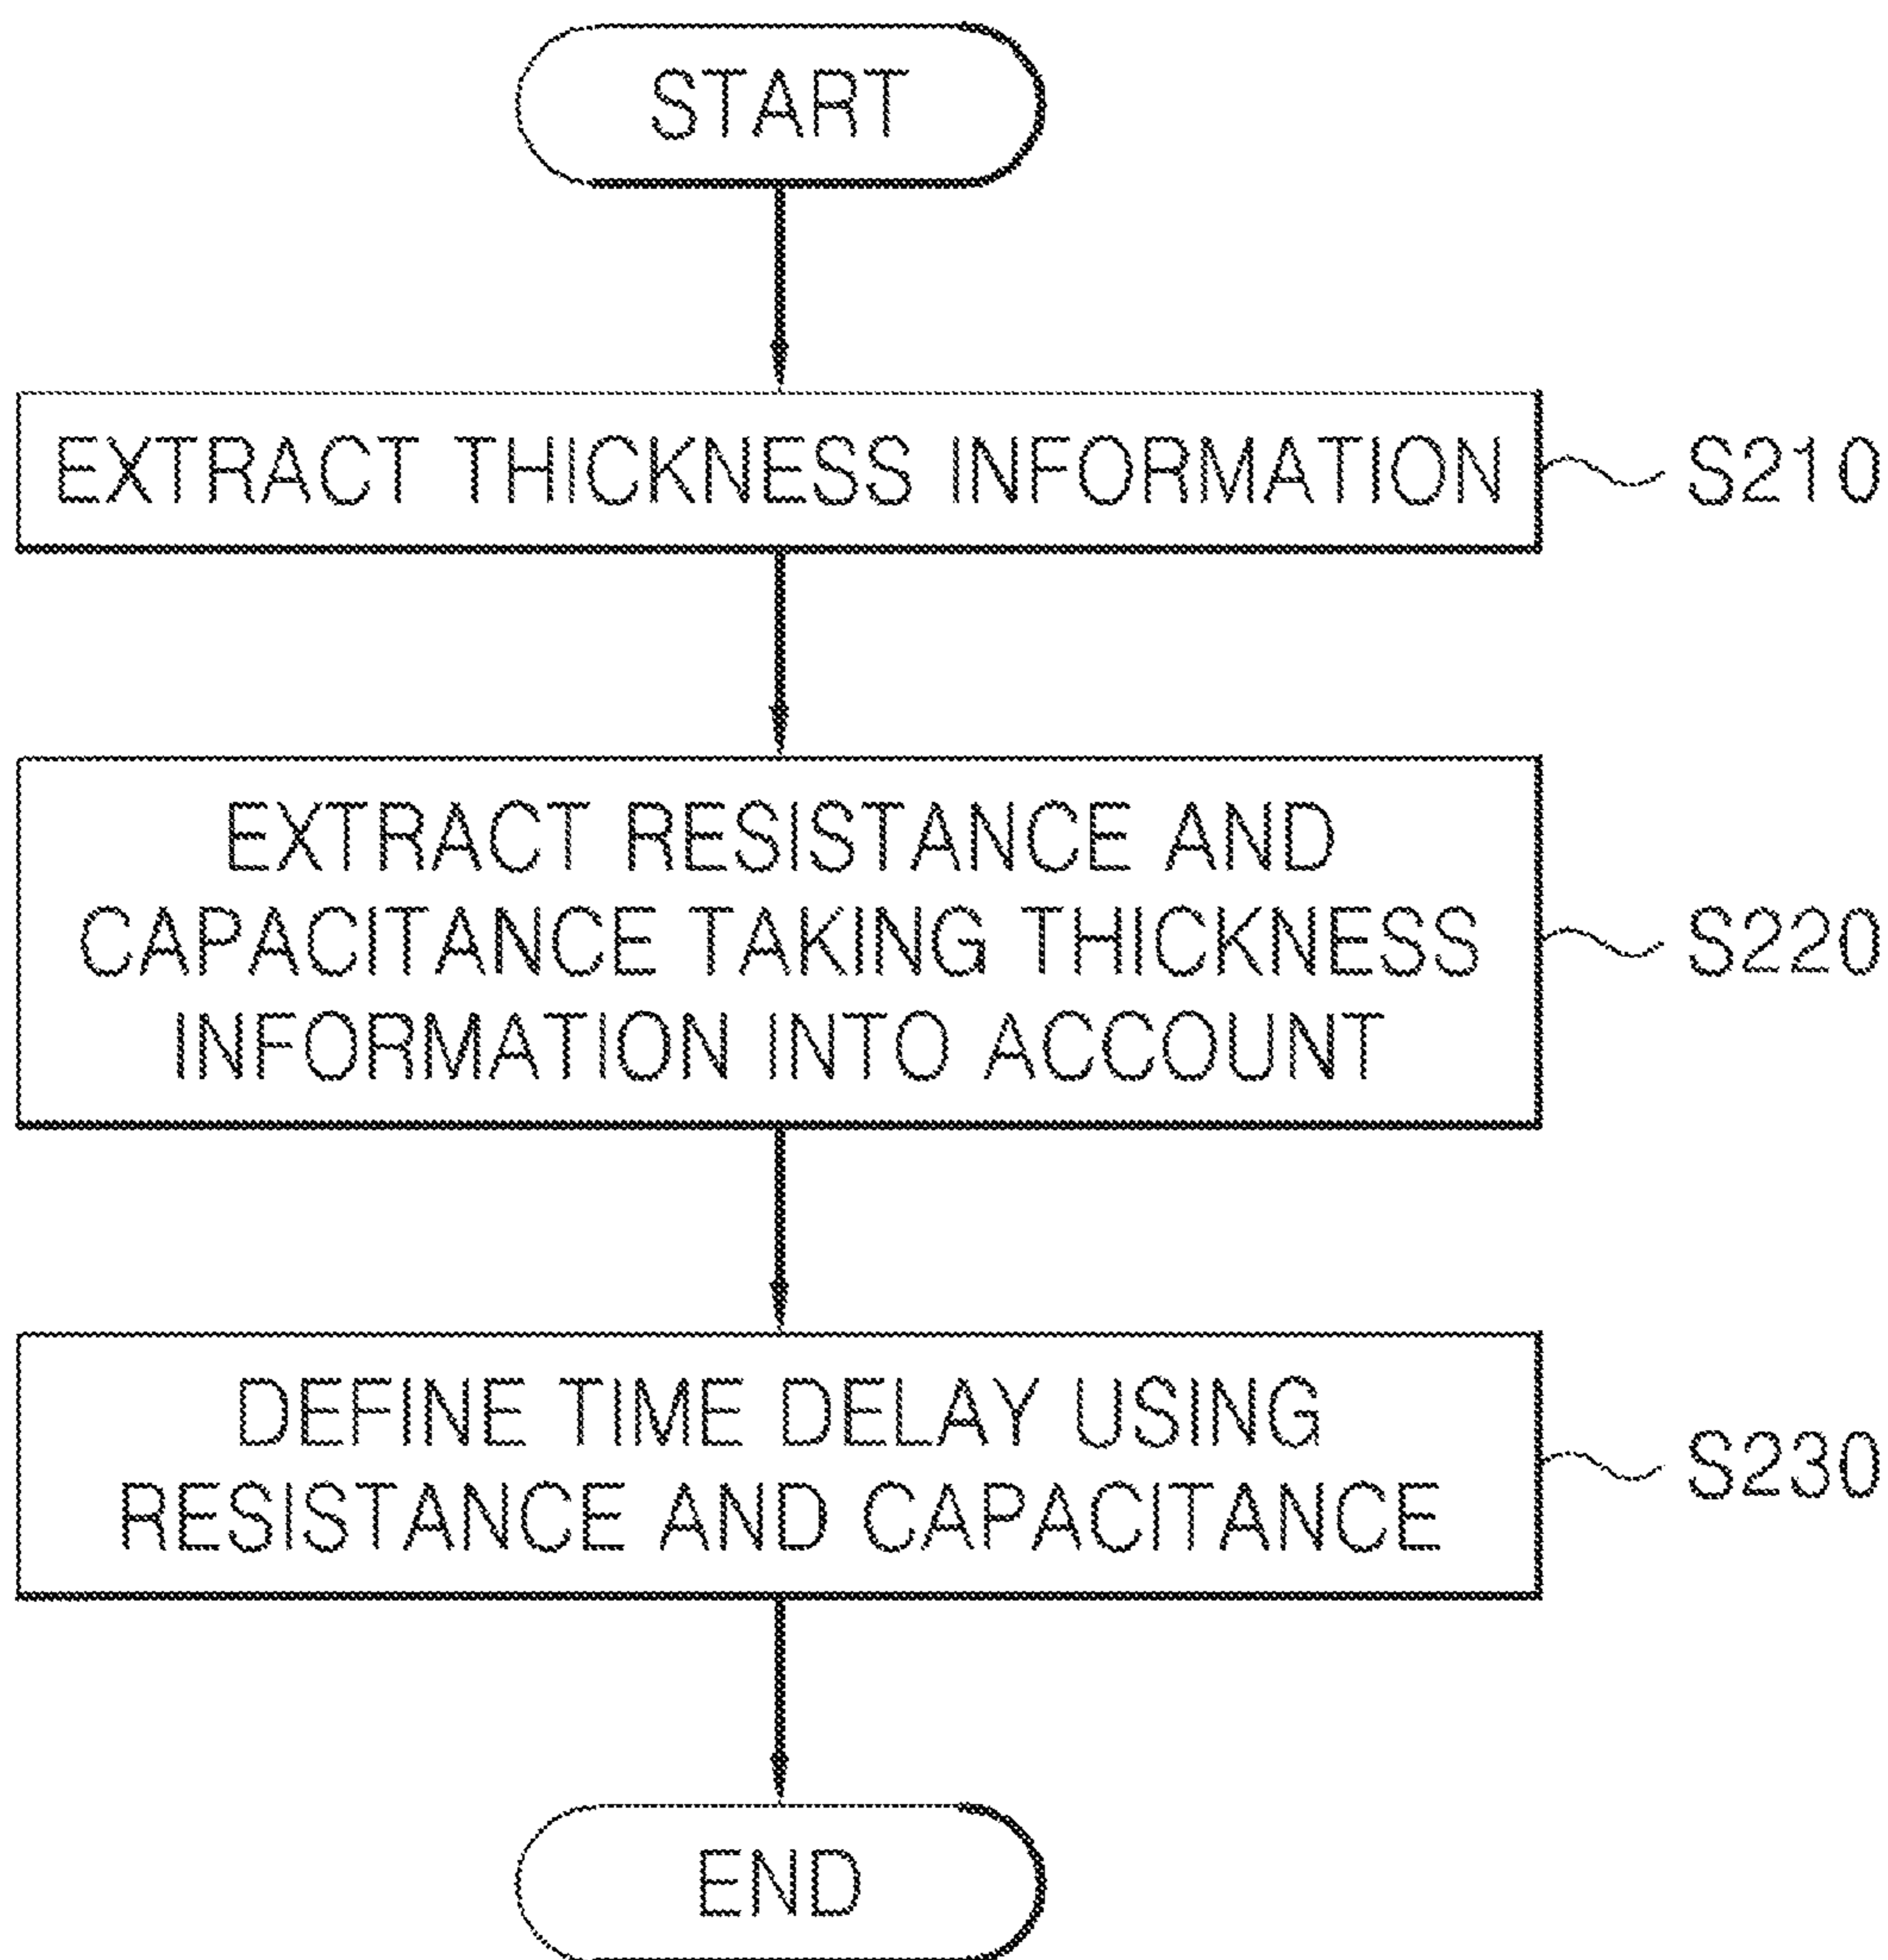 START
EXTRACT THICKNESS INFORMATION
S210
EXTRACT RESISTANCE AND
CAPACITANCE TAKING THICKNESS
INFORMATION INTO ACCOUNT
S220
DEFINE TIME DELAY USING
RESISTANCE AND CAPACITANCE
S230
END